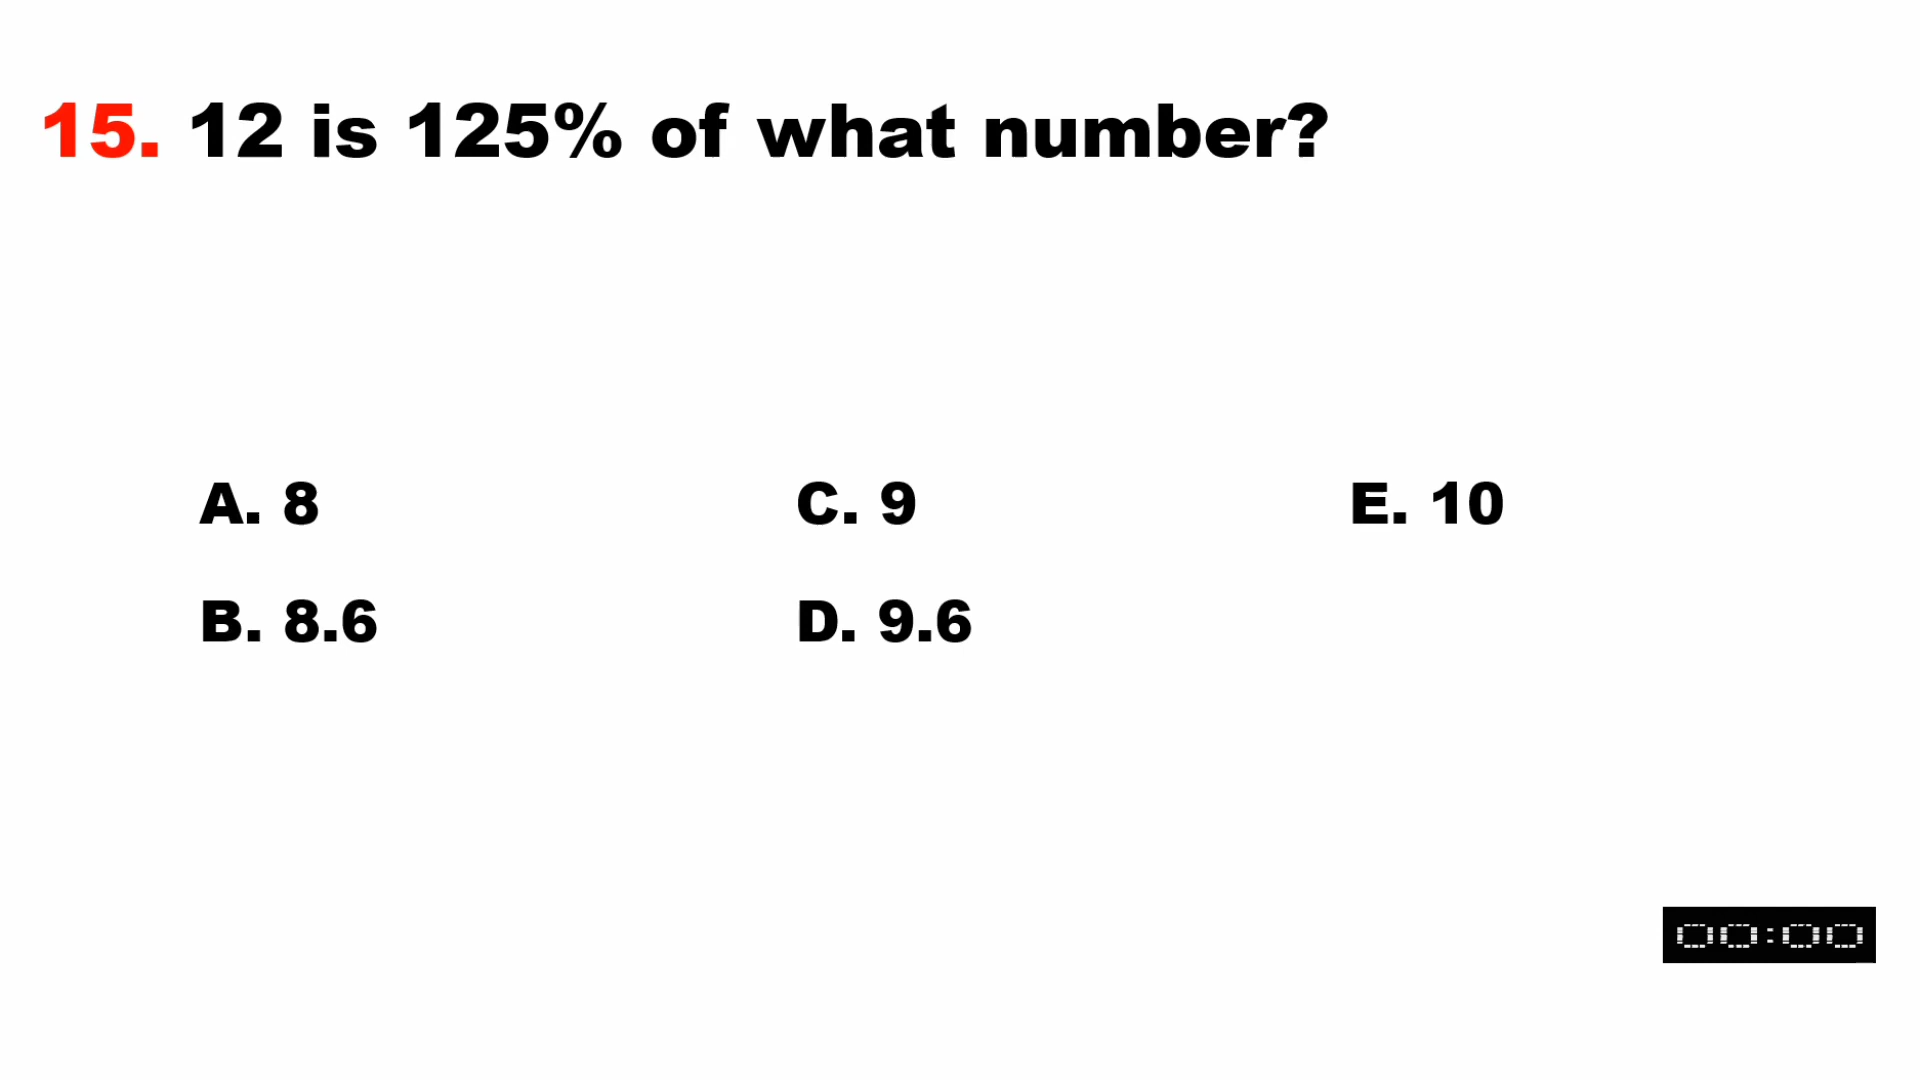 15. 12 is 125% of what number?
A. 8
C. 9
E. 10
B. 8.6
D. 9.6
00:00